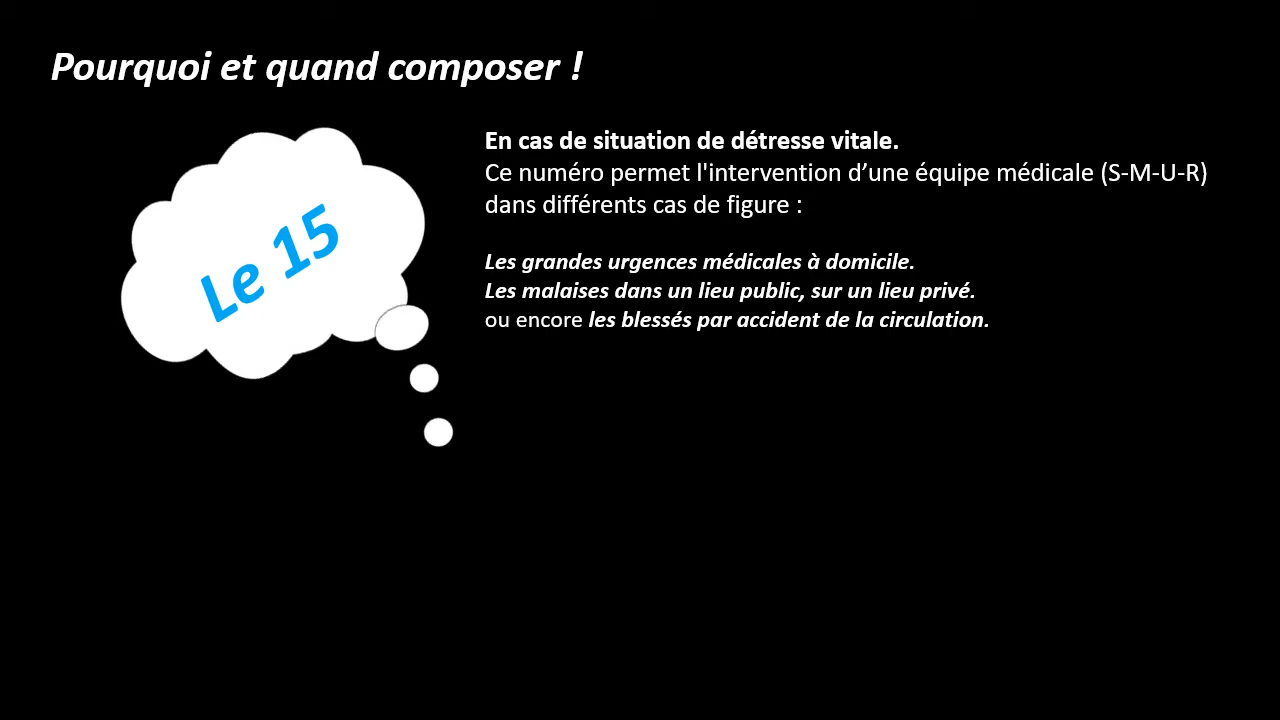 Pourquoi et quand composer !
Le 15
En cas de situation de détresse vitale.
Ce numéro permet l'intervention d’une équipe médicale (S-M-U-R)
dans différents cas de figure :
Les grandes urgences médicales à domicile.
Les malaises dans un lieu public, sur un lieu privé.
ou encore les blessés par accident de la circulation.